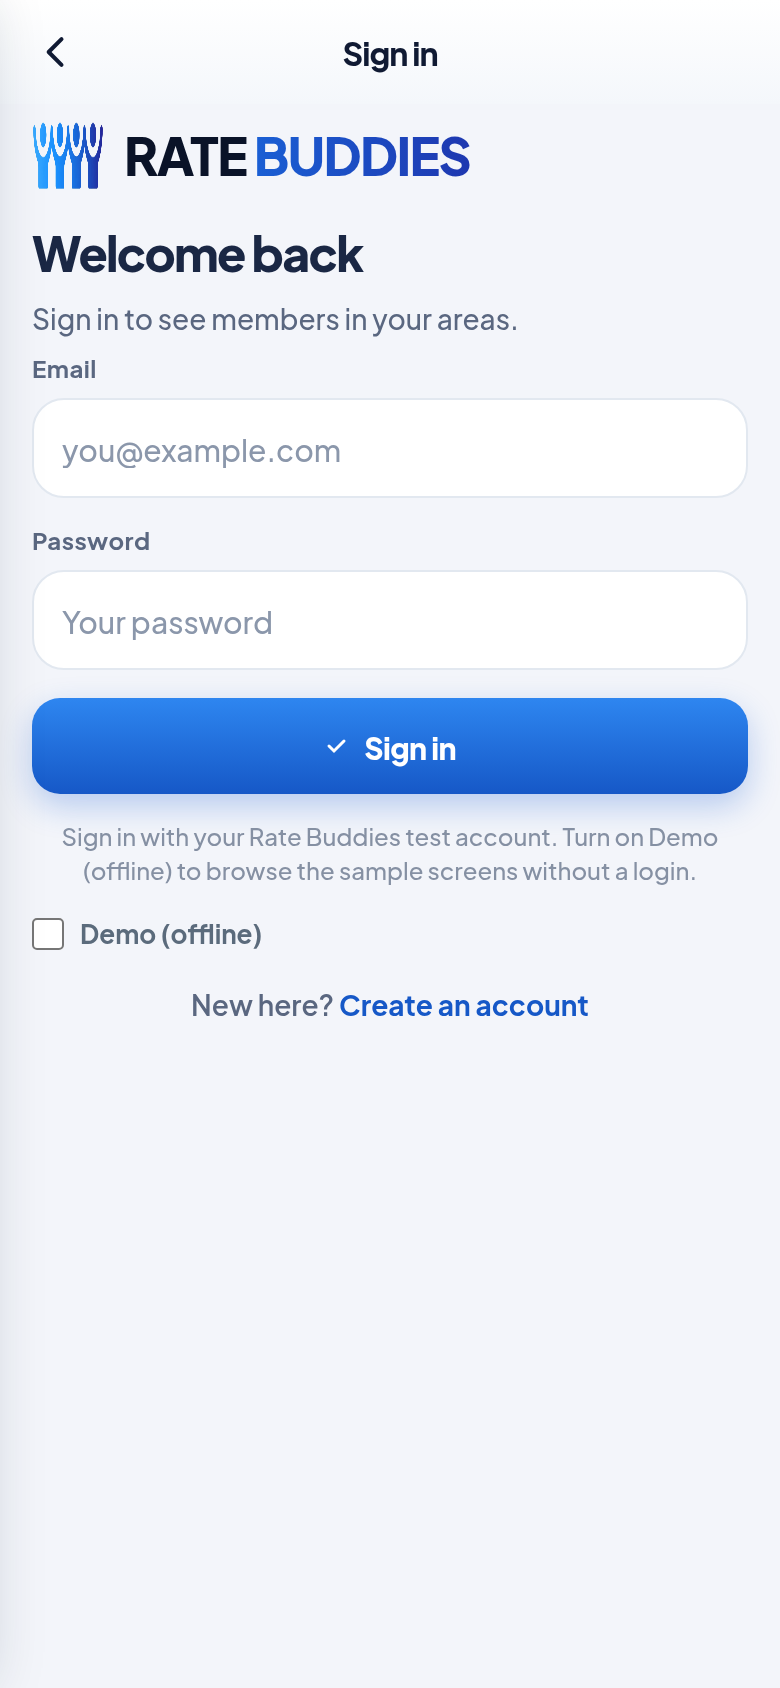 Sign in
RATE BUDDIES
Welcome back
Sign in to see members in your areas.
Email
you@example.com
Password
Your password
Sign in
Sign in with your Rate Buddies test account. Turn on Demo
(offline) to browse the sample screens without a login.
Demo (offline)
New here? Create an account